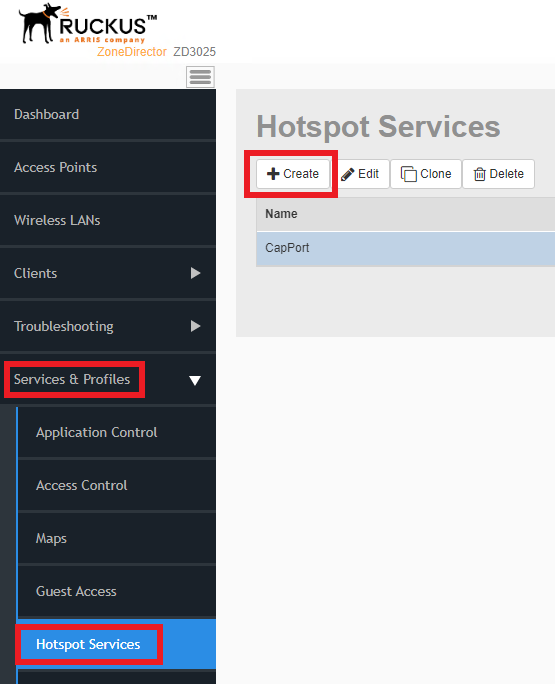 RUCKUS™
an ARRIS company
ZoneDirector ZD3025
Dashboard
Access Points
Wireless LANs
Clients
Troubleshooting
Services & Profiles
Application Control
Access Control
Maps
Guest Access
Hotspot Services
Hotspot Services
Create Edit Clone Delete
Name
CapPort